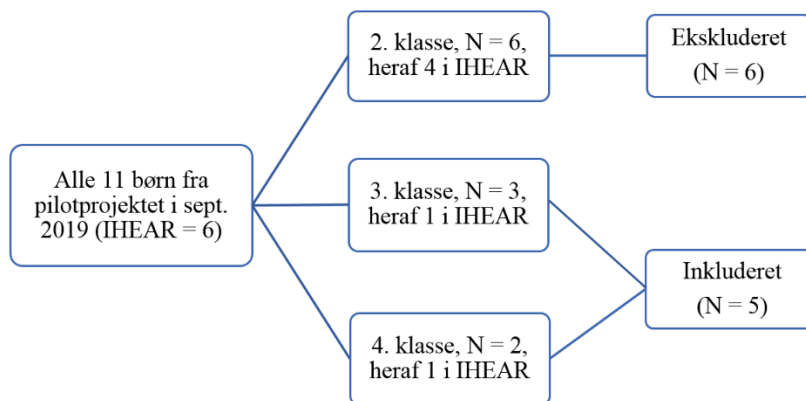 Alle 11 børn fra
pilotprojektet i sept.
2019 (IHEAR = 6)
2. klasse, N = 6,
heraf 4 i IHEAR
3. klasse, N = 3,
heraf 1 i IHEAR
4. klasse, N = 2,
heraf 1 i IHEAR
Ekskluderet
(N = 6)
Inkluderet
(N = 5)